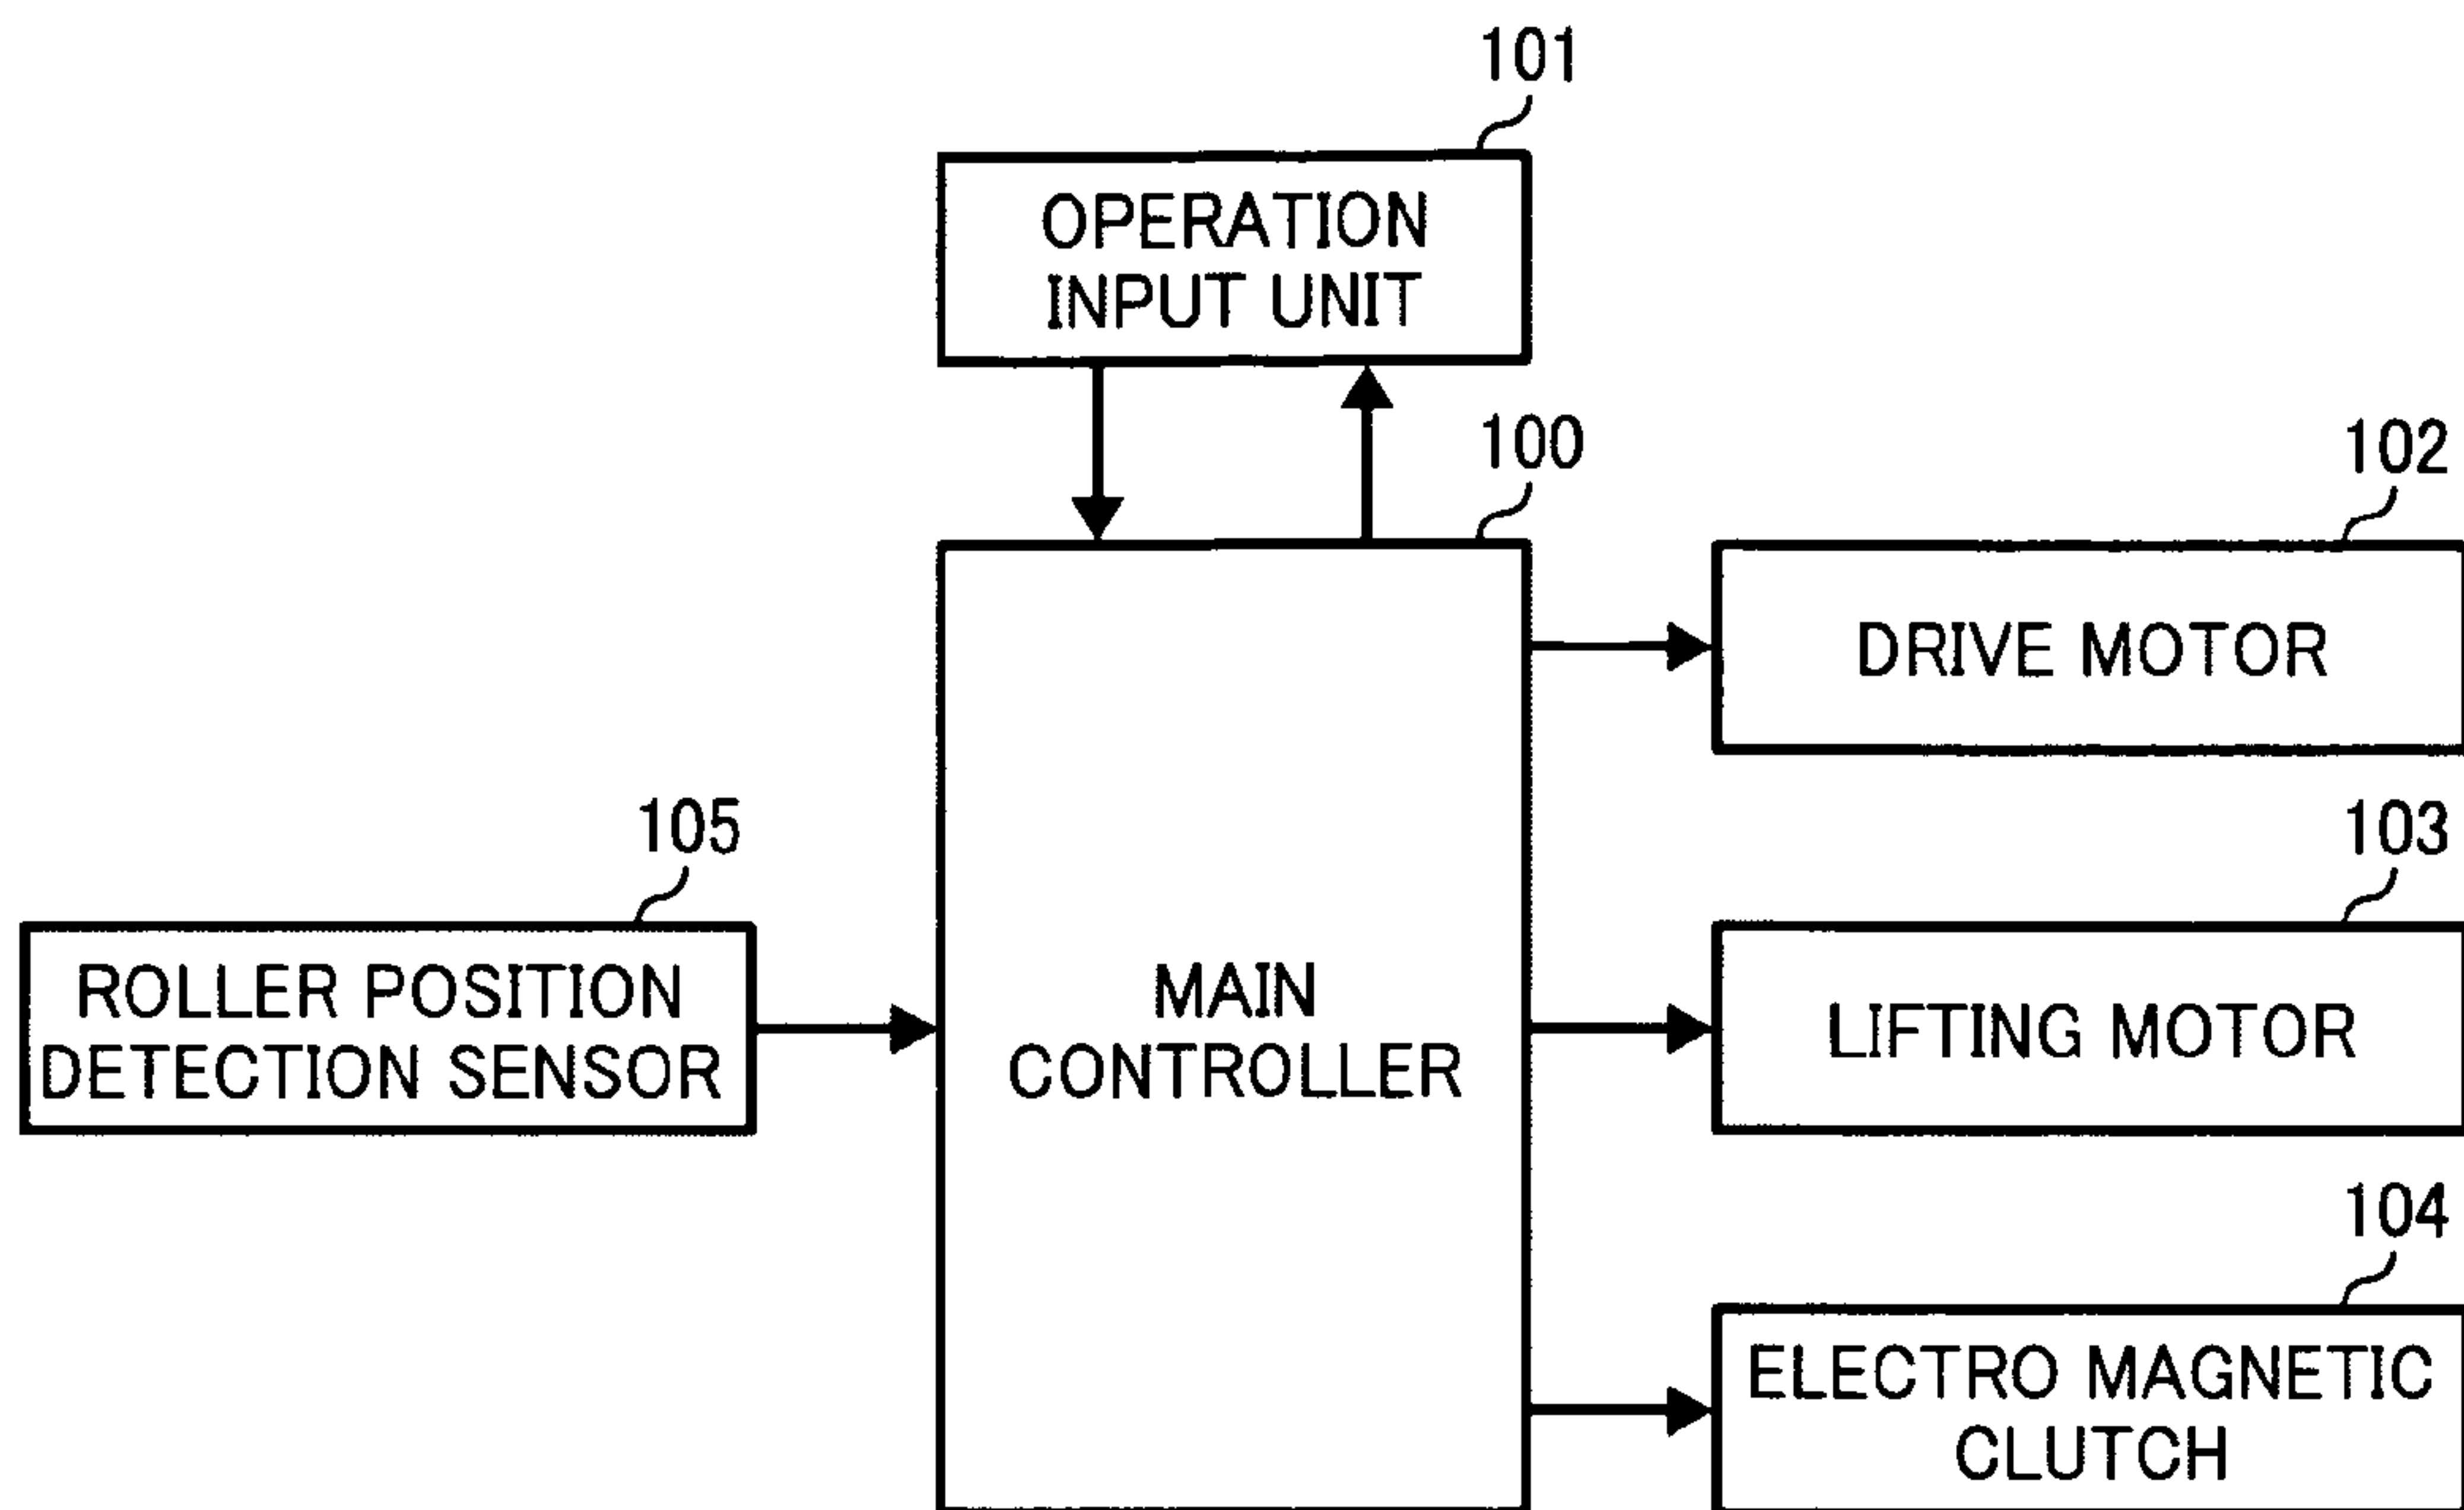 101
OPERATION
INPUT UNIT
100
102
DRIVE MOTOR
105
103
ROLLER POSITION
DETECTION SENSOR
MAIN
CONTROLLER
LIFTING MOTOR
104
ELECTRO MAGNETIC
CLUTCH